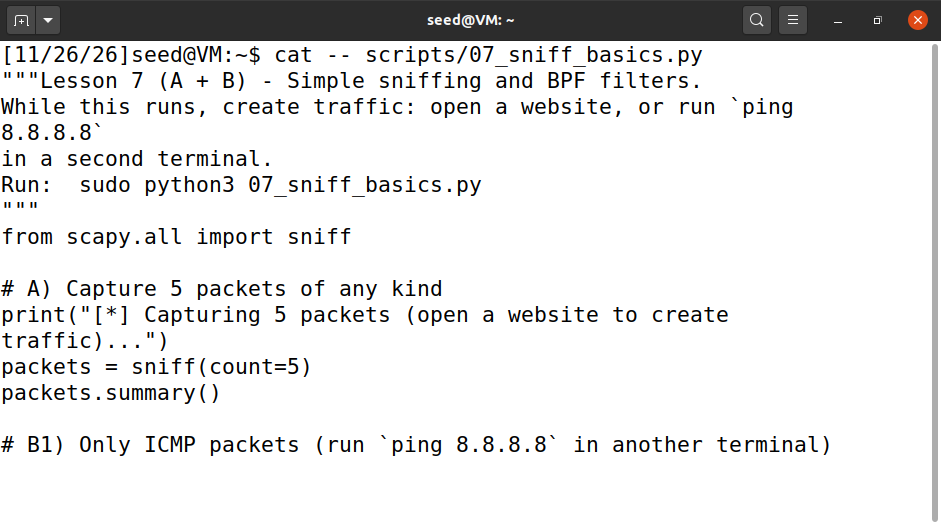 seed@VM: ~
[11/26/26]seed@VM:~$ cat -- scripts/07_sniff_basics.py
"""Lesson 7 (A + B) - Simple sniffing and BPF filters.
While this runs, create traffic: open a website, or run `ping
8.8.8.8`
in a second terminal.
Run:  sudo python3 07_sniff_basics.py
"""
from scapy.all import sniff

# A) Capture 5 packets of any kind
print("[*] Capturing 5 packets (open a website to create
traffic)...")
packets = sniff(count=5)
packets.summary()

# B1) Only ICMP packets (run `ping 8.8.8.8` in another terminal)